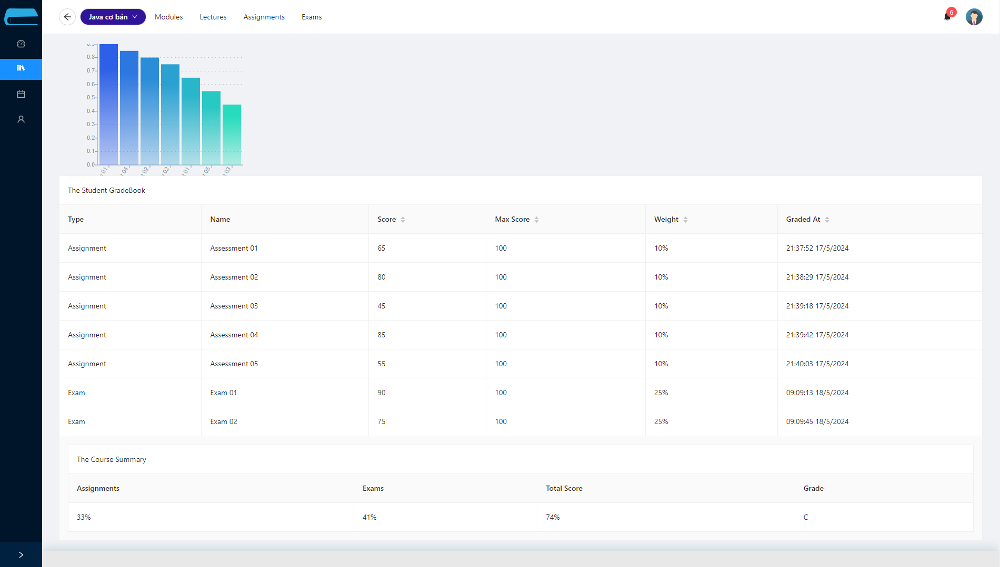 Java cơ bản Modules Lectures Assignments Exams 6
0.8
0.7
0.6
0.5
0.4
0.3
0.2
0.1
0.0
01 04 02 02 01 05 03
The Student GradeBook
Type Name Score Max Score Weight Graded At
Assignment Assessment 01 65 100 10% 21:37:52 17/5/2024
Assignment Assessment 02 80 100 10% 21:38:29 17/5/2024
Assignment Assessment 03 45 100 10% 21:39:18 17/5/2024
Assignment Assessment 04 85 100 10% 21:39:42 17/5/2024
Assignment Assessment 05 55 100 10% 21:40:03 17/5/2024
Exam Exam 01 90 100 25% 09:09:13 18/5/2024
Exam Exam 02 75 100 25% 09:09:45 18/5/2024
The Course Summary
Assignments Exams Total Score Grade
33% 41% 74% C